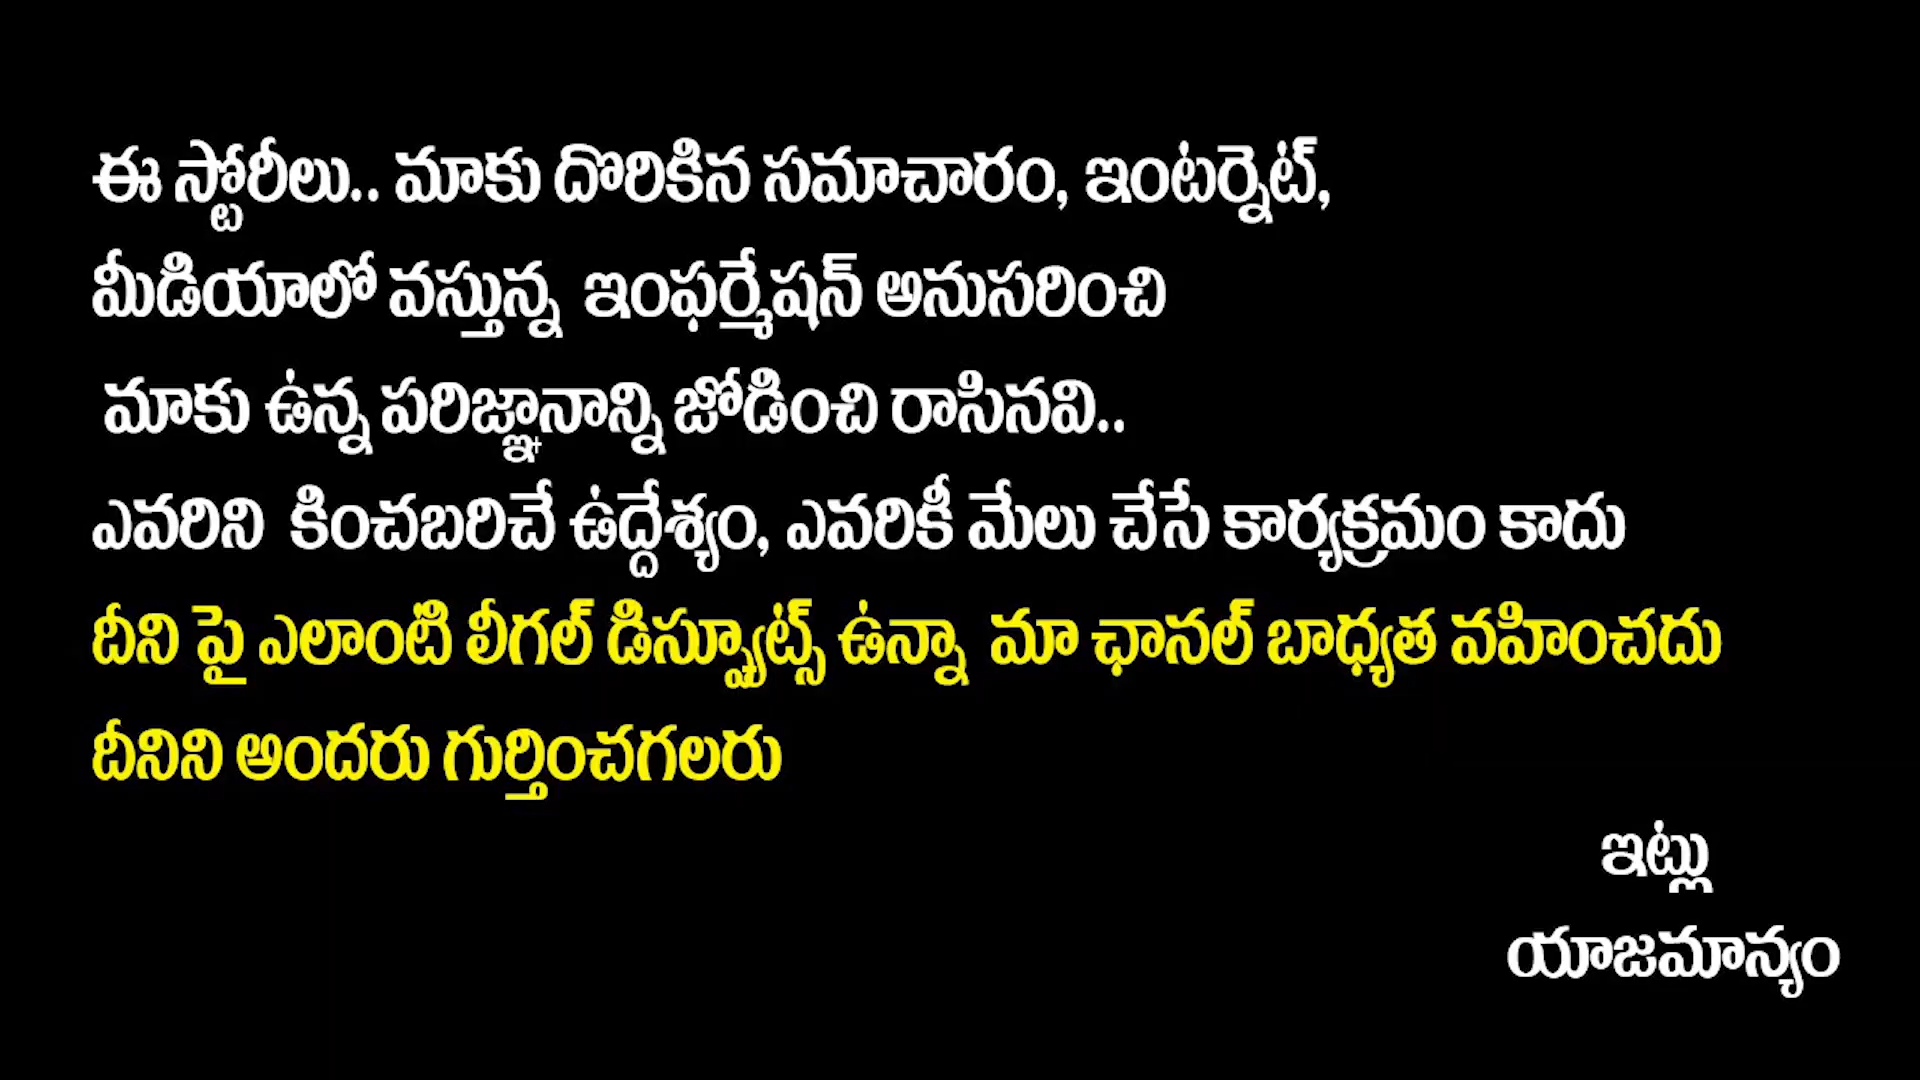 ఈ స్టోరీలు.. మాకు దొరికిన సమాచారం, ఇంటర్నెట్,
మీడియాలో వస్తున్న ఇంఫర్మేషన్ అనుసరించి
మాకు ఉన్న పరిజ్ఞానాన్ని జోడించి రాసినవి..
ఎవరిని కించబరిచే ఉద్దేశ్యం, ఎవరికీ మేలు చేసే కార్యక్రమం కాదు
దీని పై ఎలాంటి లీగల్ డిస్ప్యూట్స్ ఉన్నా మా ఛానల్ బాధ్యత వహించదు
దీనిని అందరు గుర్తించగలరు
ఇట్లు
యాజమాన్యం